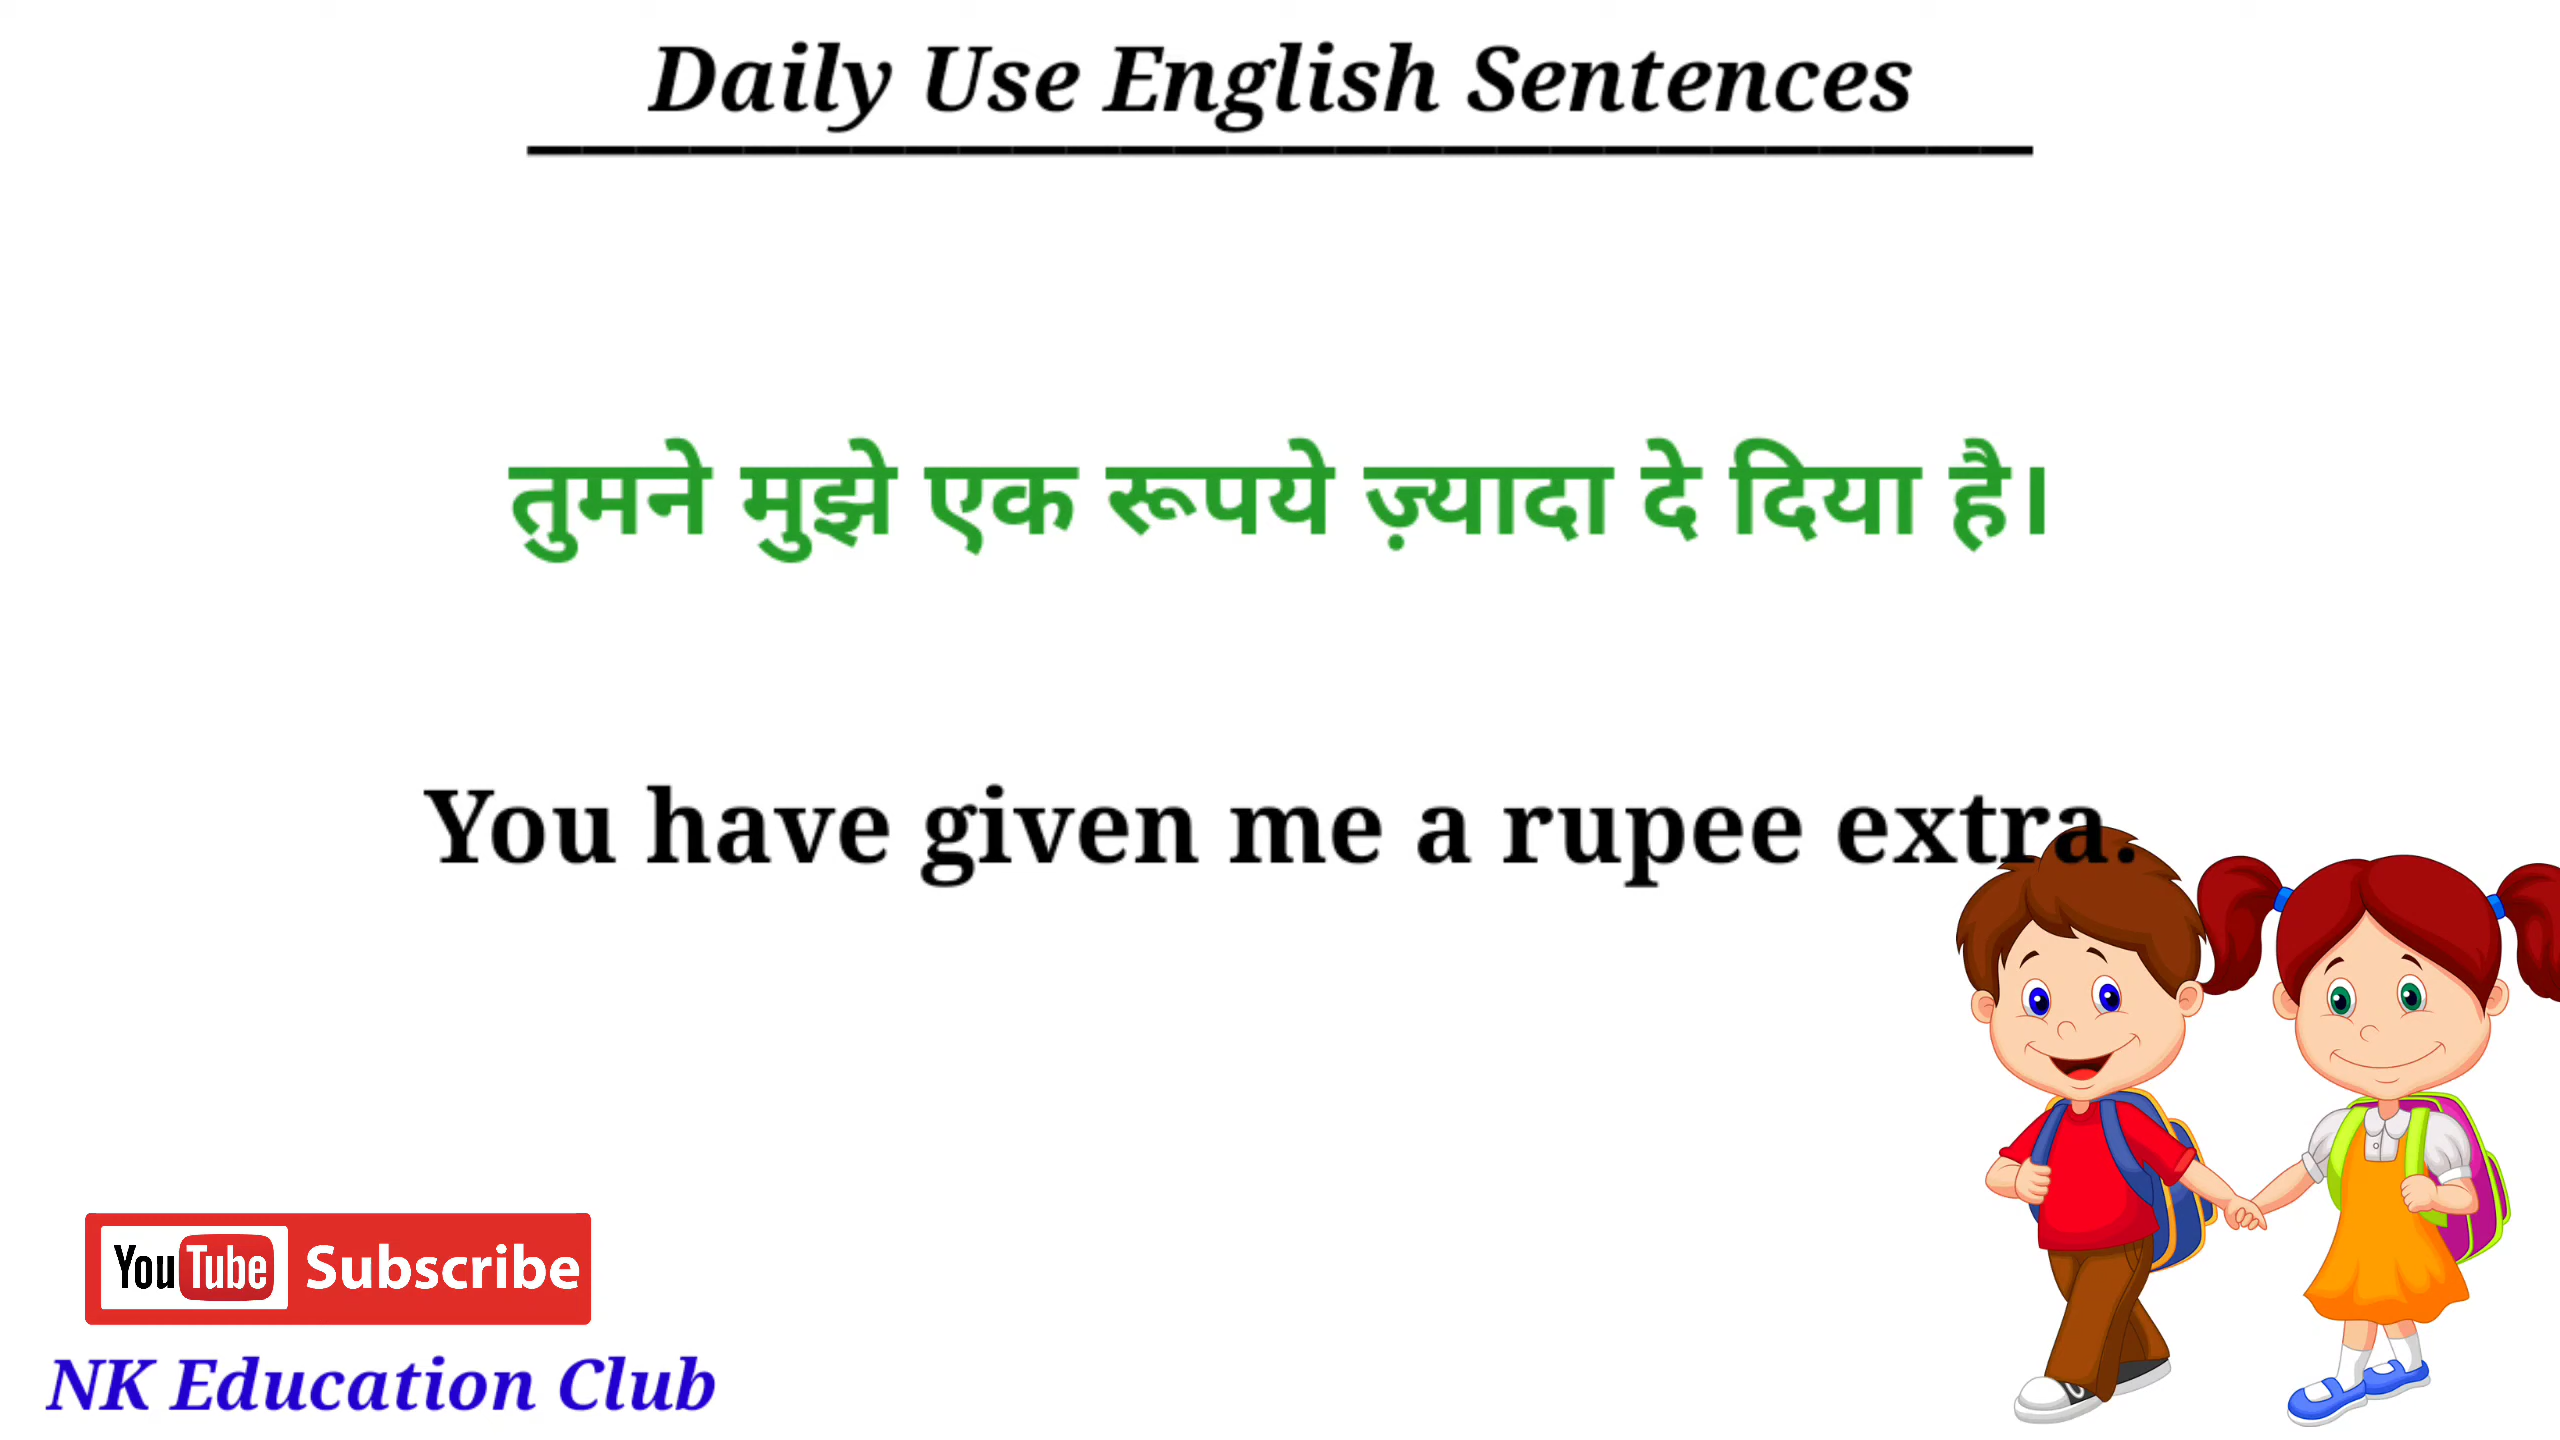 Daily Use English Sentences
तुमने मुझे एक रूपये ज़्यादा दे दिया है।
You have given me a rupee extra.
YouTube Subscribe
NK Education Club